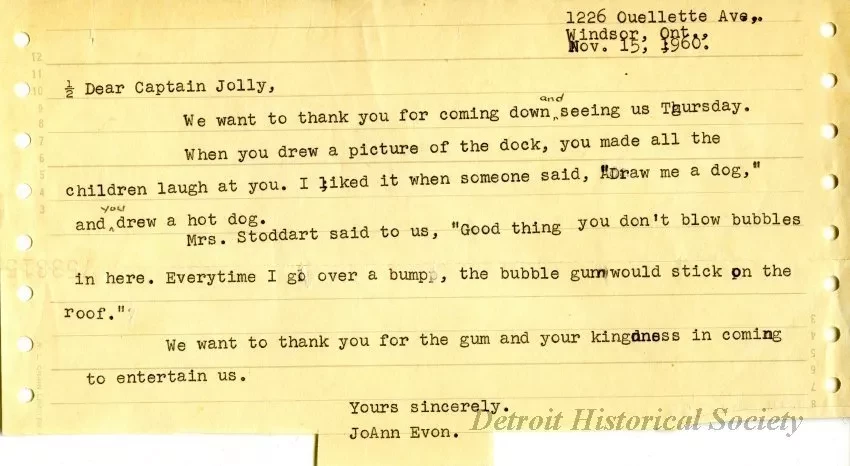 1226 Ouellette Ave,.
Windsor, Ont.,
Nov. 15, 1960.
½ Dear Captain Jolly,
We want to thank you for coming down and seeing us Thursday.
When you drew a picture of the dock, you made all the
children laugh at you. I liked it when someone said, "Draw me a dog,"
and you drew a hot dog.
Mrs. Stoddart said to us, "Good thing you don't blow bubbles
in here. Everytime I go over a bump, the bubble gum would stick on the
roof."
We want to thank you for the gum and your kingdness in coming
to entertain us.
Yours sincerely.
JoAnn Evon.
Detroit Historical Society